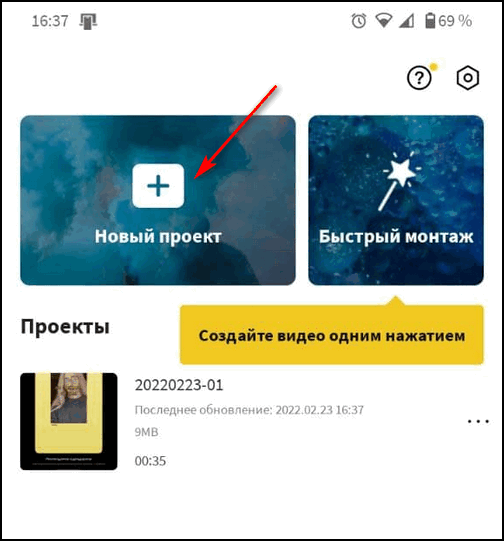 16:37
69 %
Новый проект
Быстрый монтаж
Проекты
Создайте видео одним нажатием
20220223-01
Последнее обновление: 2022.02.23 16:37
9MB
00:35